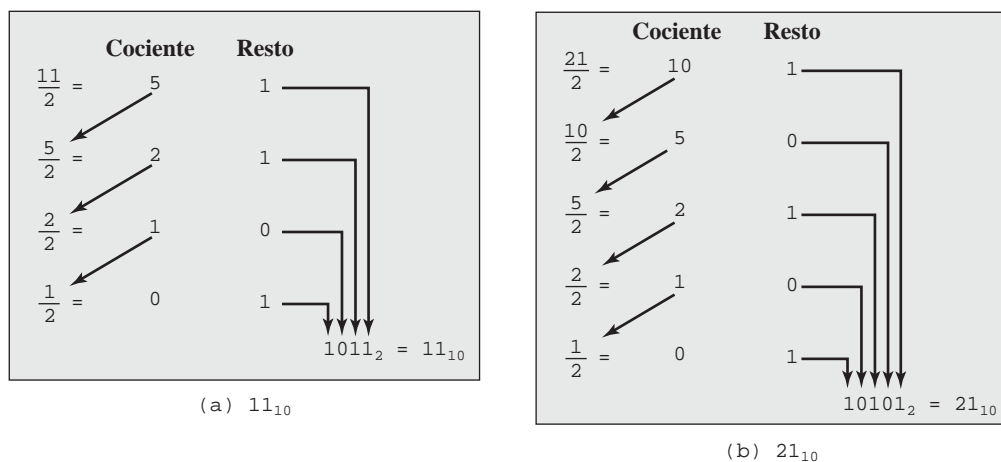 Cociente Resto
11/2 = 5 1
5/2 = 2 1
2/2 = 1 0
1/2 = 0 1
1011₂ = 11₁₀
(a) 11₁₀
Cociente Resto
21/2 = 10 1
10/2 = 5 0
5/2 = 2 1
2/2 = 1 0
1/2 = 0 1
10101₂ = 21₁₀
(b) 21₁₀